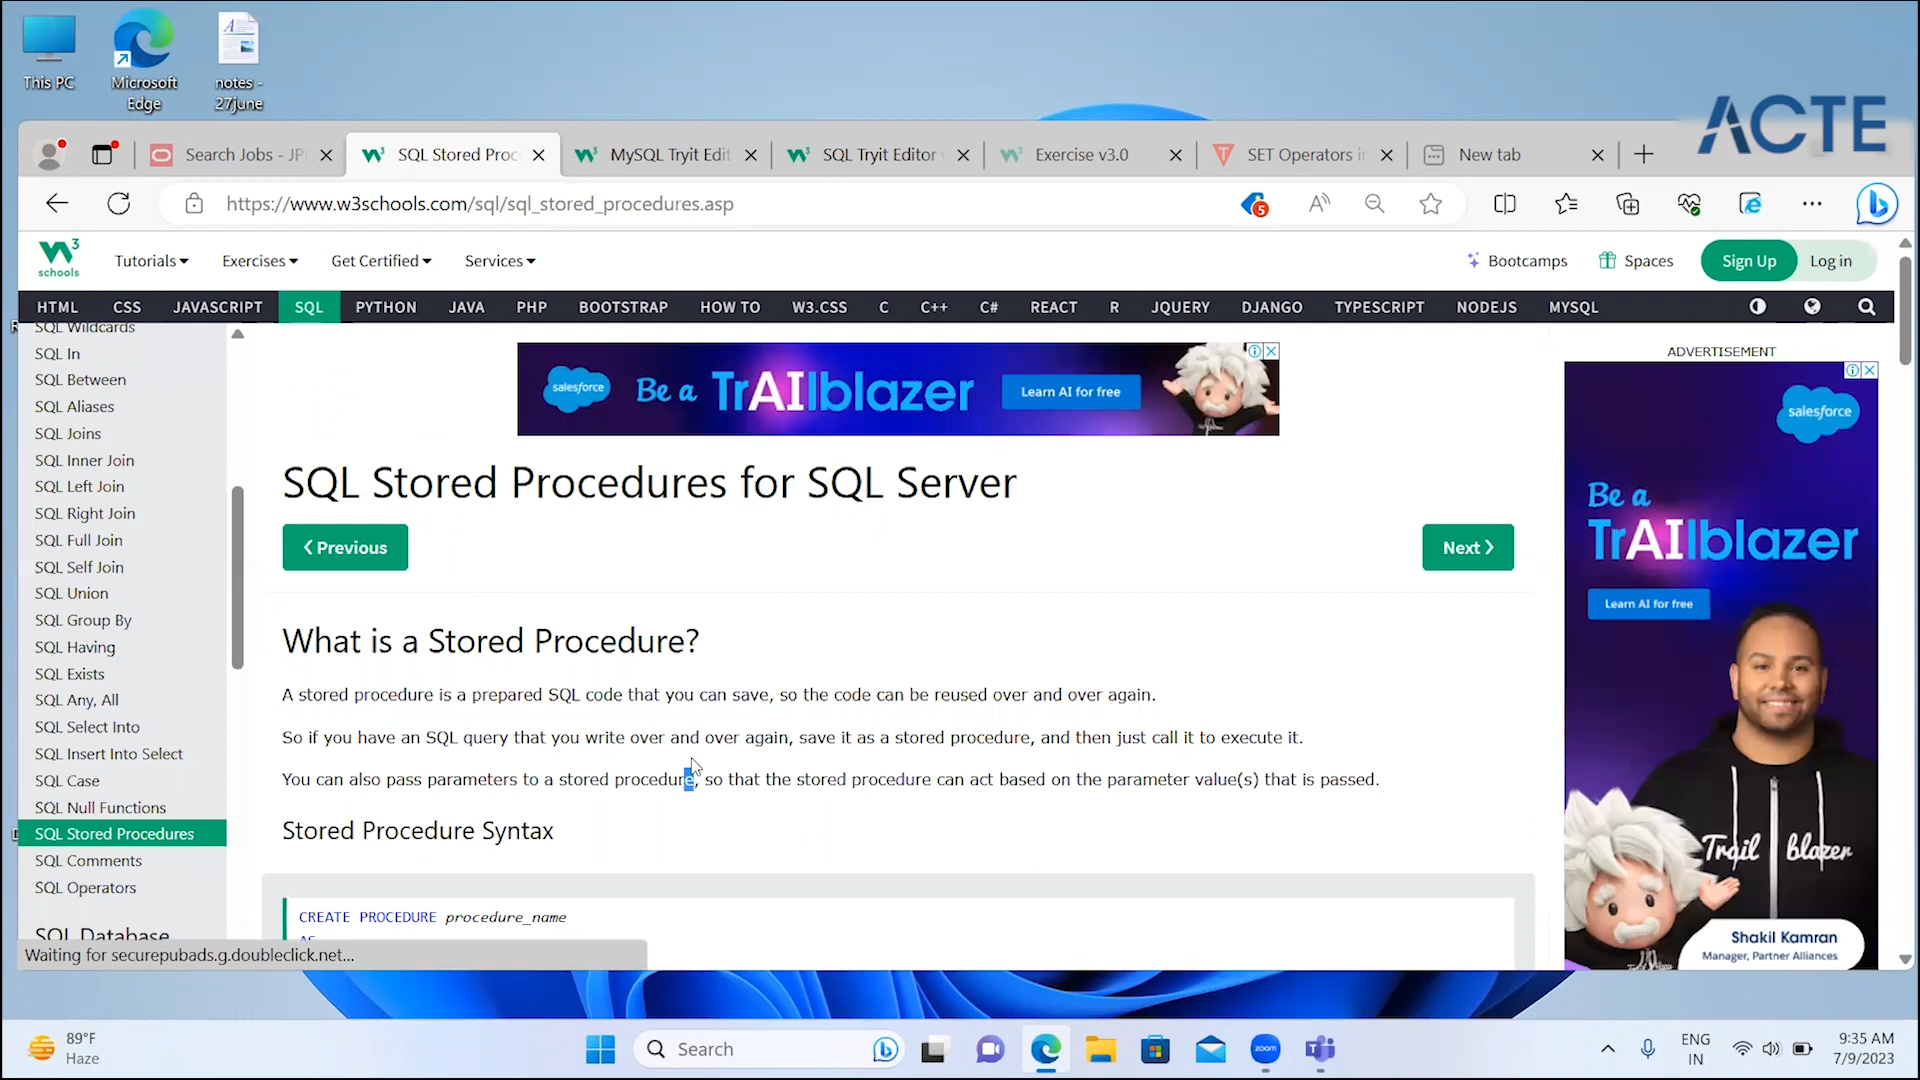 This PC
Microsoft
Edge
notes -
27june
ACTE
Search Jobs - JP
SQL Stored Proc
MySQL Tryit Edit
SQL Tryit Editor
Exercise v3.0
SET Operators i
New tab
https://www.w3schools.com/sql/sql_stored_procedures.asp
5
W3
schools
Tutorials
Exercises
Get Certified
Services
Bootcamps
Spaces
Sign Up
Log in
HTML CSS JAVASCRIPT SQL PYTHON JAVA PHP BOOTSTRAP HOW TO W3.CSS C C++ C# REACT R JQUERY DJANGO TYPESCRIPT NODEJS MYSQL
SQL Wildcards
SQL In
SQL Between
SQL Aliases
SQL Joins
SQL Inner Join
SQL Left Join
SQL Right Join
SQL Full Join
SQL Self Join
SQL Union
SQL Group By
SQL Having
SQL Exists
SQL Any, All
SQL Select Into
SQL Insert Into Select
SQL Case
SQL Null Functions
SQL Stored Procedures
SQL Comments
SQL Operators
SQL Database
salesforce
Be a TrAIlblazer
Learn AI for free
SQL Stored Procedures for SQL Server
❮ Previous
Next ❯
What is a Stored Procedure?
A stored procedure is a prepared SQL code that you can save, so the code can be reused over and over again.
So if you have an SQL query that you write over and over again, save it as a stored procedure, and then just call it to execute it.
You can also pass parameters to a stored procedure, so that the stored procedure can act based on the parameter value(s) that is passed.
Stored Procedure Syntax
CREATE PROCEDURE procedure_name
AS
ADVERTISEMENT
salesforce
Be a
TrAIlblazer
Learn AI for free
Trail blazer
Shakil Kamran
Manager, Partner Alliances
Waiting for securepubads.g.doubleclick.net...
89°F
Haze
Search
zoom
ENG
IN
9:35 AM
7/9/2023